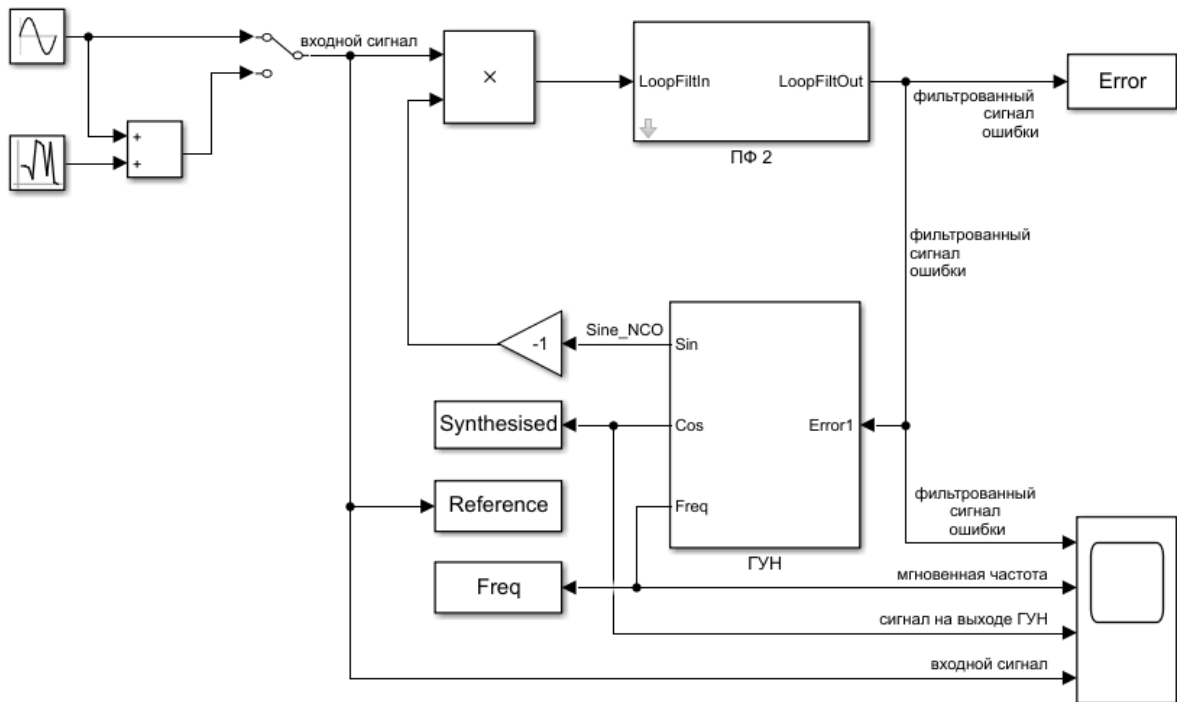 входной сигнал
×
LoopFiltIn
LoopFiltOut
ПФ 2
Error
фильтрованный
сигнал
ошибки
+
+
фильтрованный
сигнал
ошибки
-1
Sine_NCO
Sin
Cos
Freq
Error1
ГУН
Synthesised
Reference
Freq
фильтрованный
сигнал
ошибки
мгновенная частота
сигнал на выходе ГУН
входной сигнал